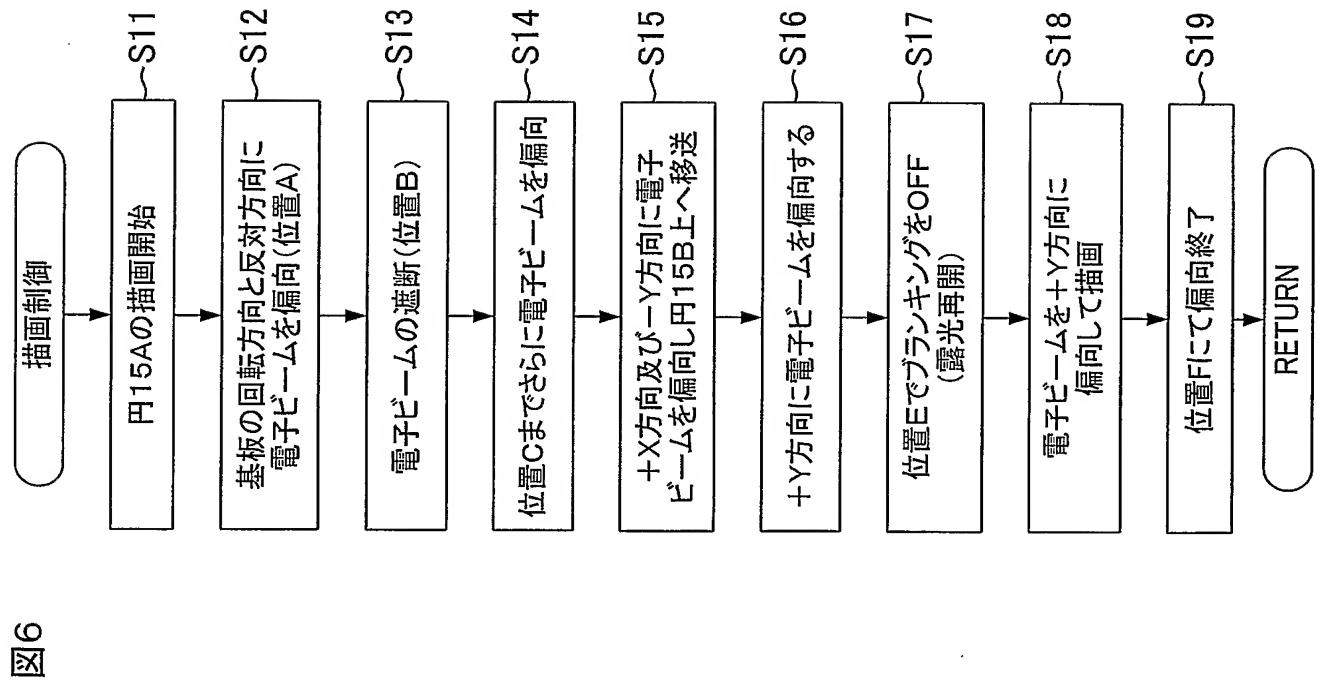 図6
描画制御
円15Aの描画開始
~S11
基板の回転方向と反対方向に
電子ビームを偏向(位置A)
~S12
電子ビームの遮断(位置B)
~S13
位置Cまでさらに電子ビームを偏向
~S14
+X方向及び-Y方向に電子
ビームを偏向し円15B上へ移送
~S15
+Y方向に電子ビームを偏向する
~S16
位置EでブランキングをOFF
(露光再開)
~S17
電子ビームを+Y方向に
偏向して描画
~S18
位置Fにて偏向終了
~S19
RETURN